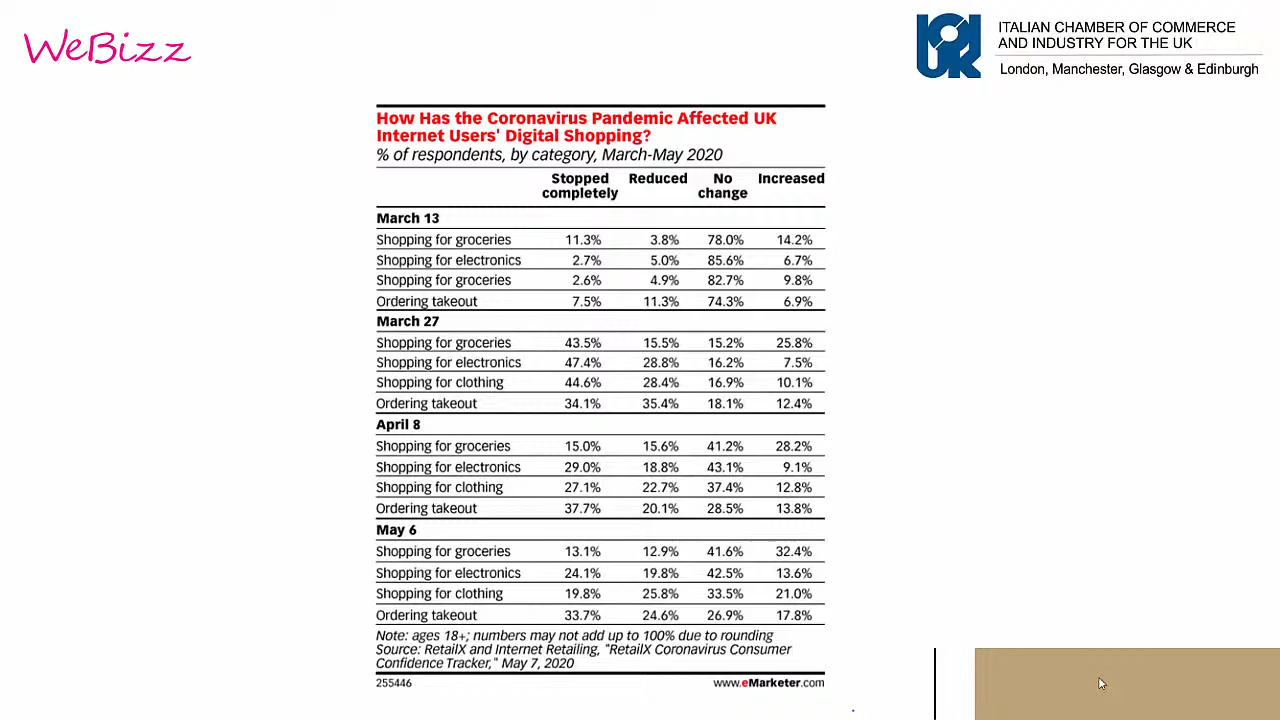 WeBizz
ICCI UK
ITALIAN CHAMBER OF COMMERCE
AND INDUSTRY FOR THE UK
London, Manchester, Glasgow & Edinburgh
How Has the Coronavirus Pandemic Affected UK
Internet Users' Digital Shopping?
% of respondents, by category, March-May 2020
Stopped completely Reduced No change Increased
March 13
Shopping for groceries 11.3% 3.8% 78.0% 14.2%
Shopping for electronics 2.7% 5.0% 85.6% 6.7%
Shopping for groceries 2.6% 4.9% 82.7% 9.8%
Ordering takeout 7.5% 11.3% 74.3% 6.9%
March 27
Shopping for groceries 43.5% 15.5% 15.2% 25.8%
Shopping for electronics 47.4% 28.8% 16.2% 7.5%
Shopping for clothing 44.6% 28.4% 16.9% 10.1%
Ordering takeout 34.1% 35.4% 18.1% 12.4%
April 8
Shopping for groceries 15.0% 15.6% 41.2% 28.2%
Shopping for electronics 29.0% 18.8% 43.1% 9.1%
Shopping for clothing 27.1% 22.7% 37.4% 12.8%
Ordering takeout 37.7% 20.1% 28.5% 13.8%
May 6
Shopping for groceries 13.1% 12.9% 41.6% 32.4%
Shopping for electronics 24.1% 19.8% 42.5% 13.6%
Shopping for clothing 19.8% 25.8% 33.5% 21.0%
Ordering takeout 33.7% 24.6% 26.9% 17.8%
Note: ages 18+; numbers may not add up to 100% due to rounding
Source: RetailX and Internet Retailing, "RetailX Coronavirus Consumer
Confidence Tracker," May 7, 2020
255446 www.eMarketer.com